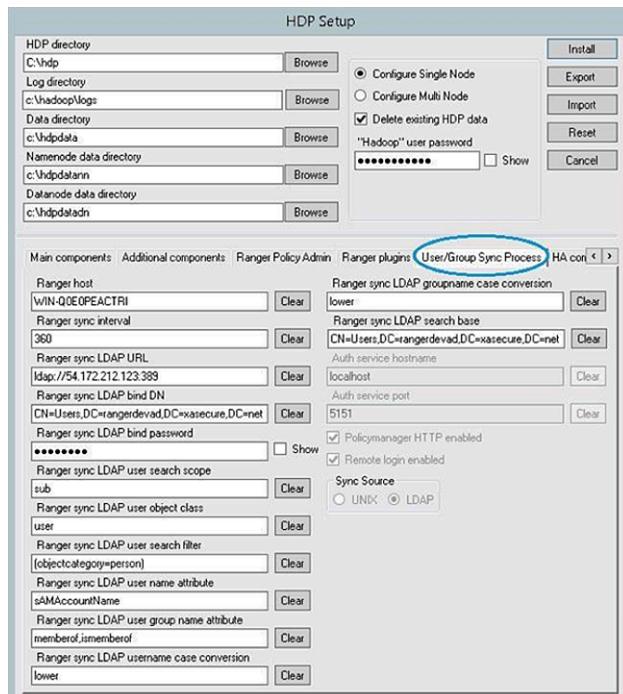 HDP Setup
HDP directory
C:\hdp
Browse
Log directory
c:\hadoop\logs
Browse
Data directory
c:\hdpdata
Browse
Namenode data directory
c:\hdpdatann
Browse
Datanode data directory
c:\hdpdatadn
Browse
Configure Single Node
Configure Multi Node
Delete existing HDP data
"Hadoop" user password
Show
Install
Export
Import
Reset
Cancel
Main components Additional components Ranger Policy Admin Ranger plugins User/Group Sync Process HA con
Ranger host
WIN-Q0E0PEACTRI
Clear
Ranger sync interval
360
Clear
Ranger sync LDAP URL
ldap://54.172.212.123:389
Clear
Ranger sync LDAP bind DN
CN=Users,DC=rangerdevad,DC=xasecure,DC=net
Clear
Ranger sync LDAP bind password
Show
Ranger sync LDAP user search scope
sub
Clear
Ranger sync LDAP user object class
user
Clear
Ranger sync LDAP user search filter
(objectcategory=person)
Clear
Ranger sync LDAP user name attribute
sAMAccountName
Clear
Ranger sync LDAP user group name attribute
memberof,ismemberof
Clear
Ranger sync LDAP username case conversion
lower
Clear
Ranger sync LDAP groupname case conversion
lower
Clear
Ranger sync LDAP search base
CN=Users,DC=rangerdevad,DC=xasecure,DC=net
Clear
Auth service hostname
localhost
Clear
Auth service port
5151
Clear
Policymanager HTTP enabled
Remote login enabled
Sync Source
UNIX LDAP